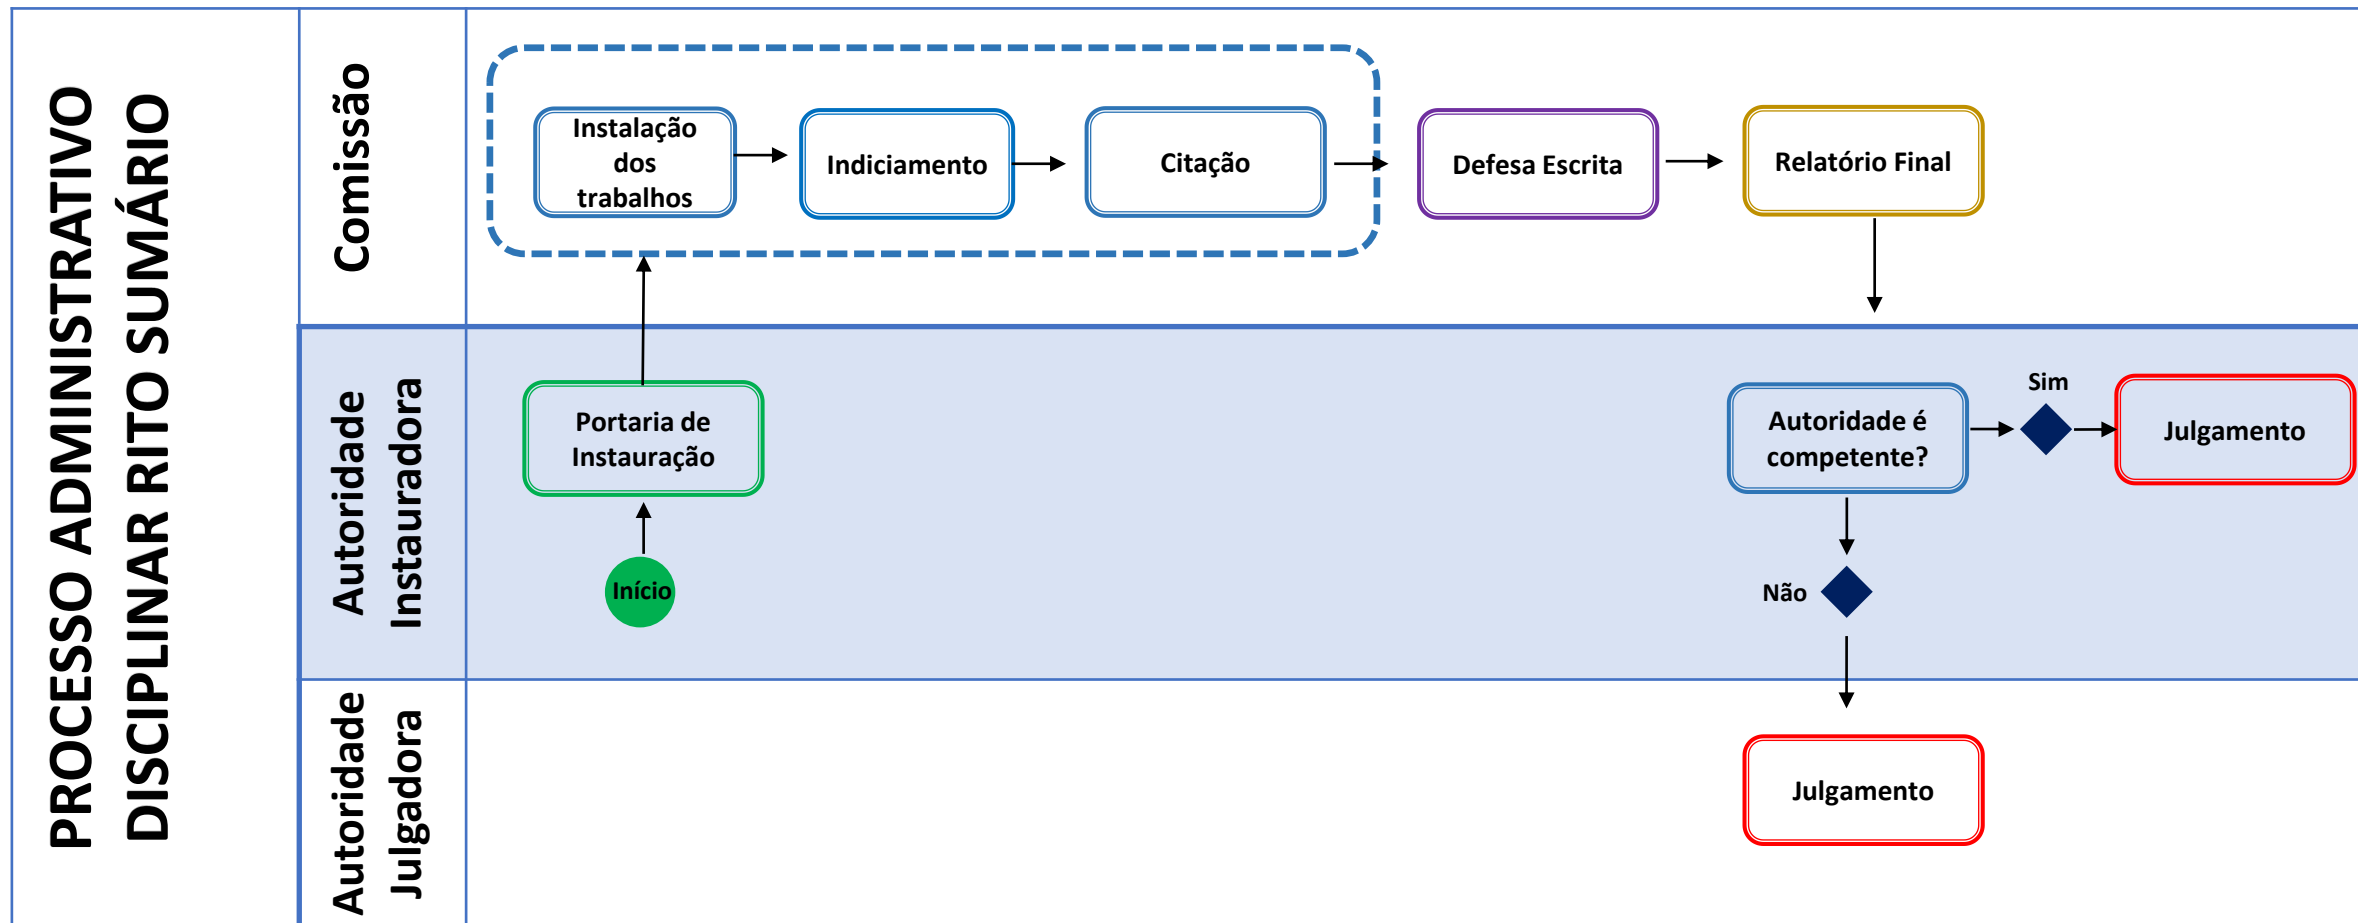 PROCESSO ADMINISTRATIVO
DISCIPLINAR RITO SUMÁRIO
Comissão
Instalação
dos
trabalhos
Indiciamento
Citação
Defesa Escrita
Relatório Final
Autoridade
Instauradora
Portaria de
Instauração
Início
Autoridade é
competente?
Sim
Julgamento
Não
Autoridade
Julgadora
Julgamento